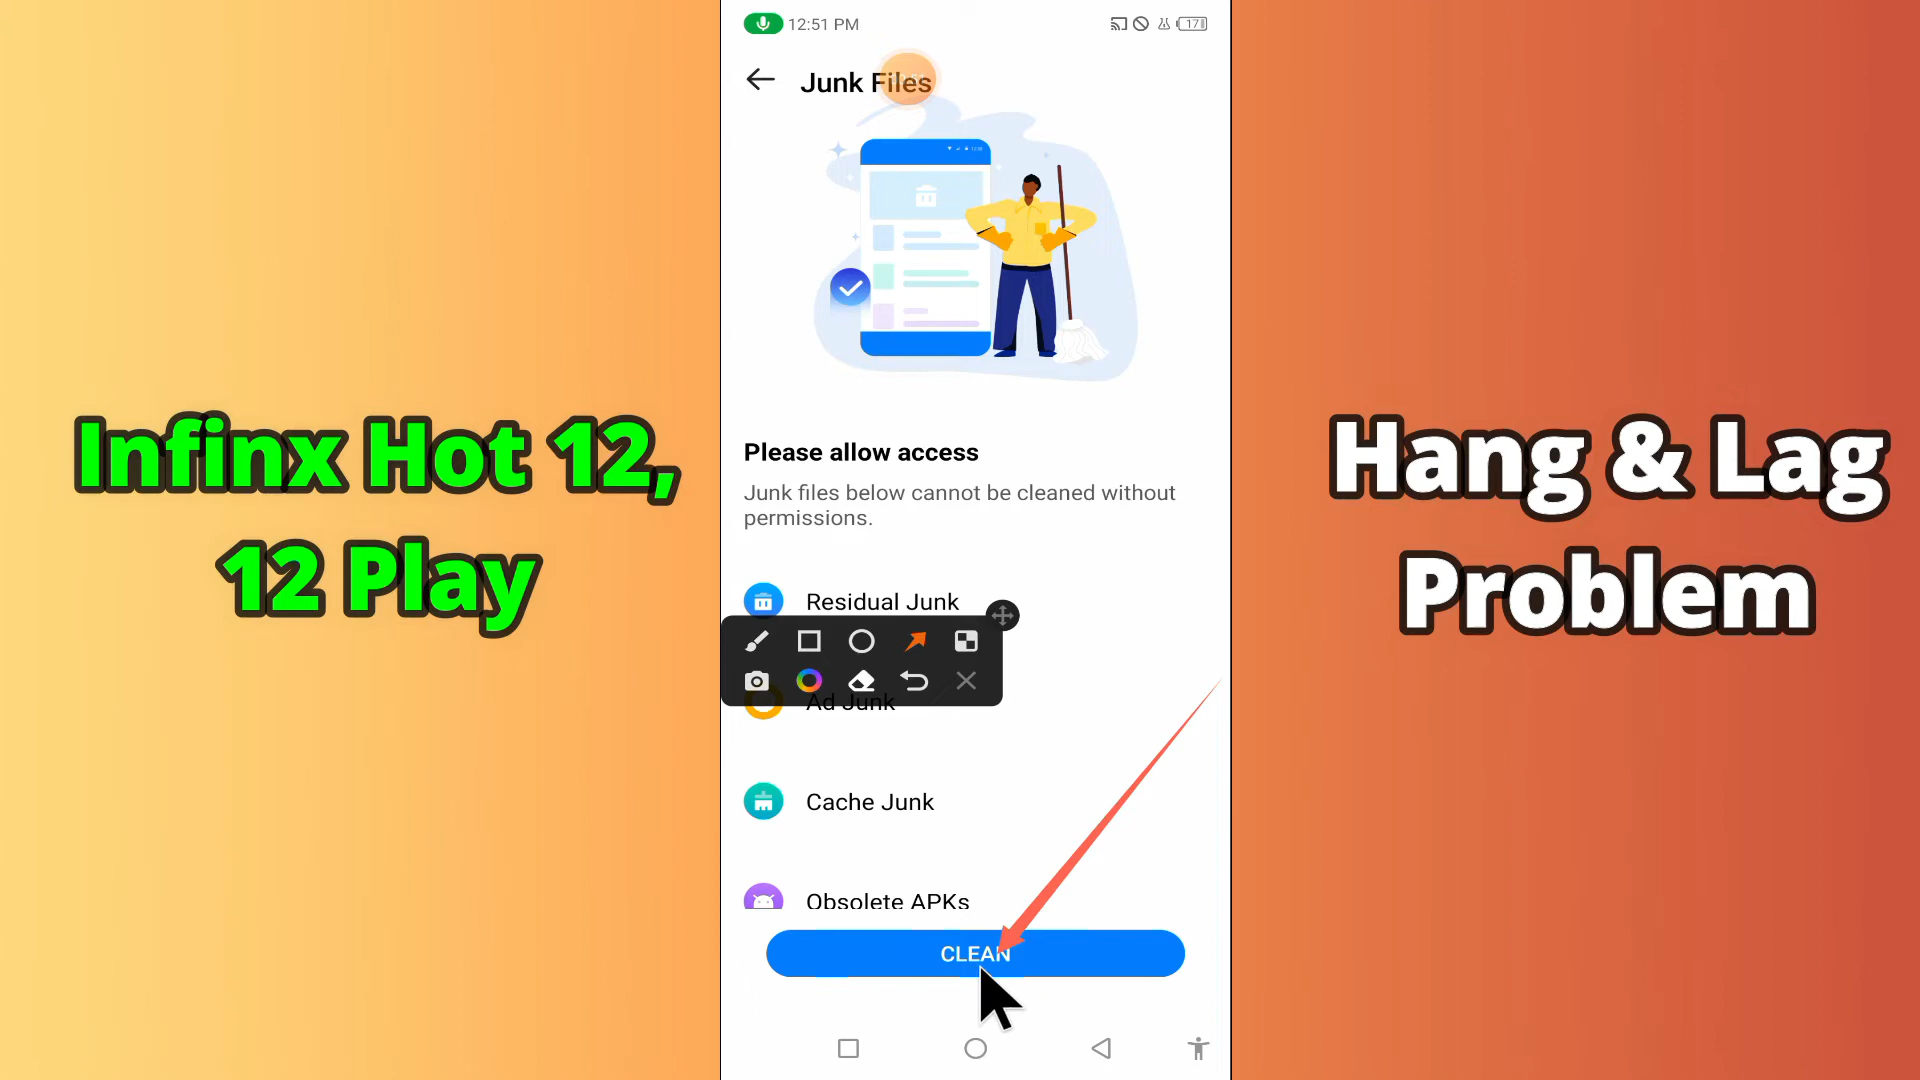 12:51 PM
17
Junk Files
Infinx Hot 12,
12 Play
Hang & Lag
Problem
Please allow access
Junk files below cannot be cleaned without
permissions.
Residual Junk
Ad Junk
Cache Junk
Obsolete APKs
CLEAN